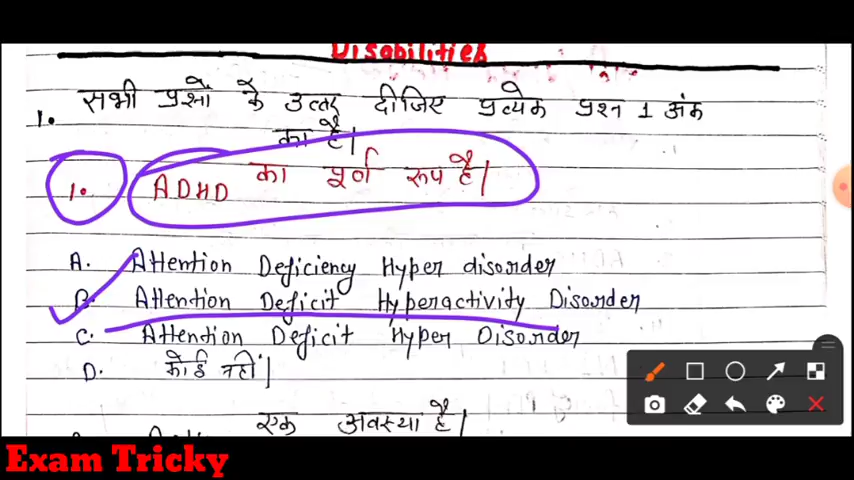 Disabilities
1. सभी प्रश्नो के उत्तर दीजिए प्रत्येक प्रश्न 1 अंक
का है।
1. ADHD का पूर्ण रूप है।
A. Attention Deficiency Hyper disorder
B. Attention Deficit Hyperactivity Disorder
C. Attention Deficit Hyper Disorder
D. कोई नहीं।
एक अवस्था है।
Exam Tricky